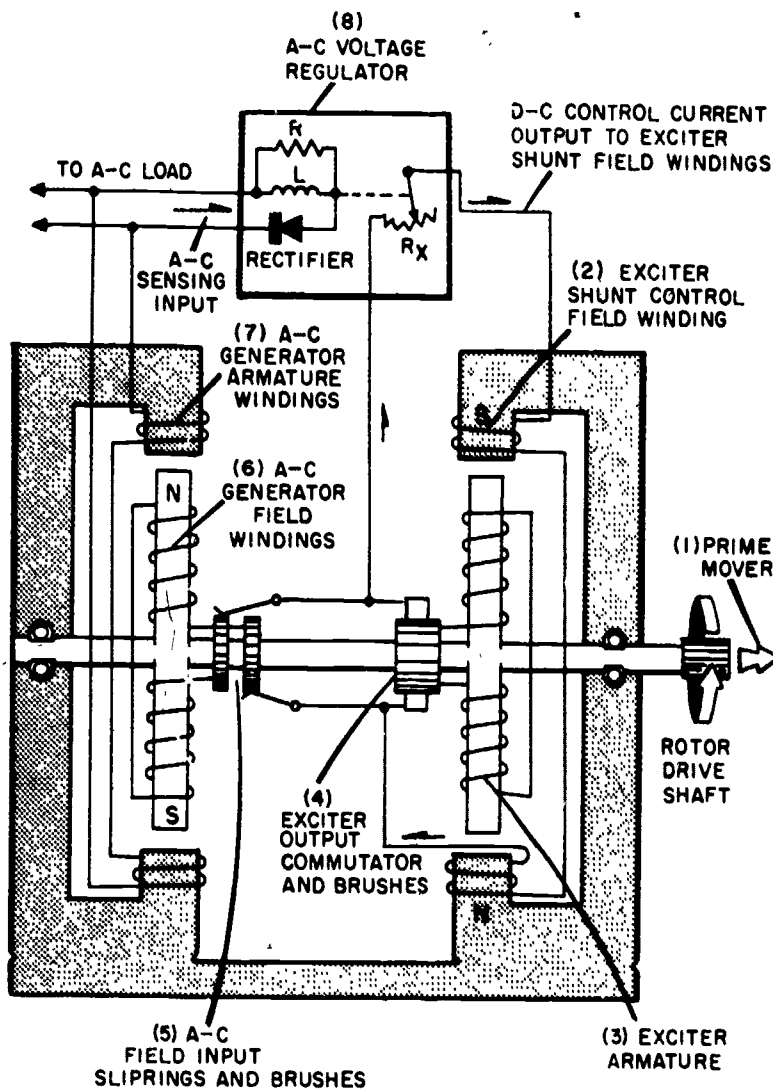 (8)
A-C VOLTAGE
REGULATOR
D-C CONTROL CURRENT
OUTPUT TO EXCITER
SHUNT FIELD WINDINGS
R
L
TO A-C LOAD
RECTIFIER
RX
A-C
SENSING
INPUT
(2) EXCITER
SHUNT CONTROL
FIELD WINDING
(7) A-C
GENERATOR
ARMATURE
WINDINGS
S
(6) A-C
GENERATOR
FIELD
WINDINGS
N
(1) PRIME
MOVER
ROTOR
DRIVE
SHAFT
S
(4)
EXCITER
OUTPUT
COMMUTATOR
AND BRUSHES
N
(5) A-C
FIELD INPUT
SLIPRINGS AND BRUSHES
(3) EXCITER
ARMATURE